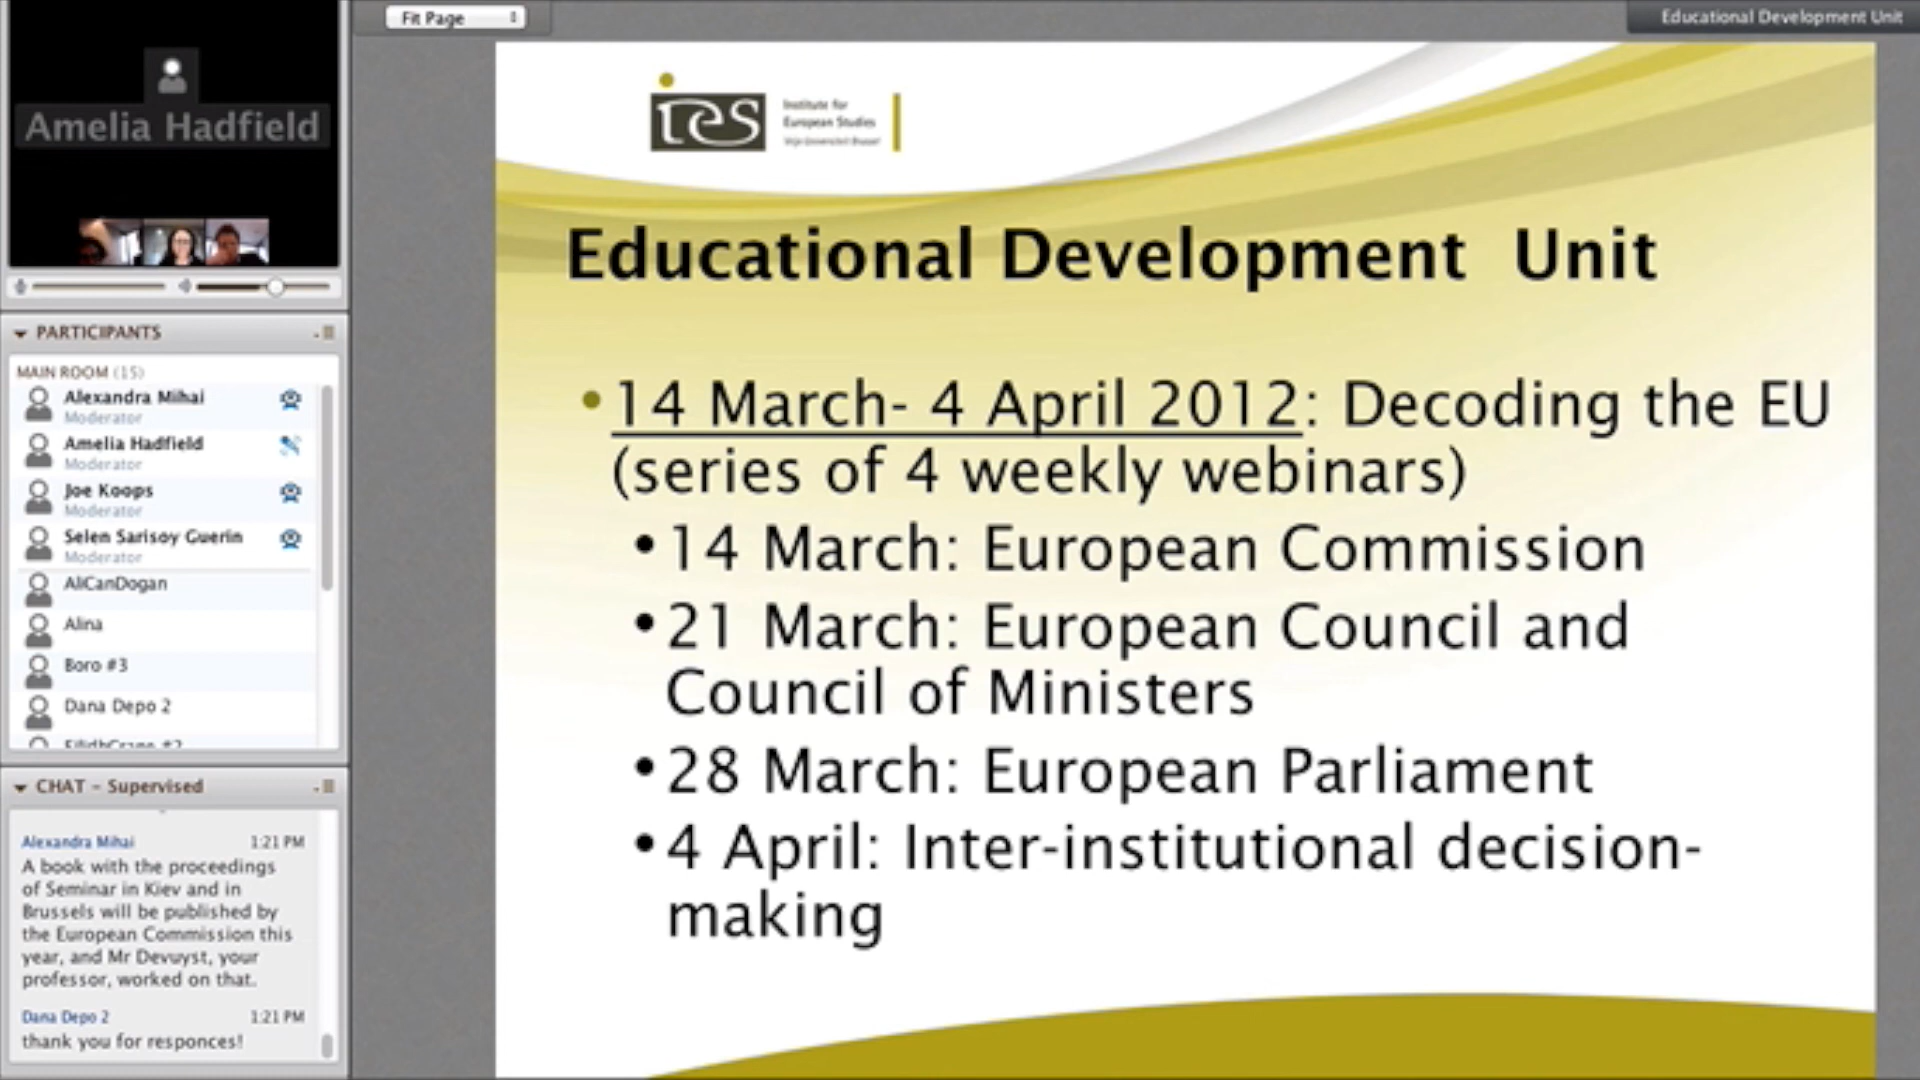 Fit Page
Educational Development Unit
Amelia Hadfield
PARTICIPANTS
MAIN ROOM (15)
Alexandra Mihai
Moderator
Amelia Hadfield
Moderator
Joe Koops
Moderator
Selen Sarisoy Guerin
Moderator
AliCanDogan
Alina
Boro #3
Dana Depo 2
CHAT - Supervised
Alexandra Mihai 1:21 PM
A book with the proceedings
of Seminar in Kiev and in
Brussels will be published by
the European Commission this
year, and Mr Devuyst, your
professor, worked on that.
Dana Depo 2 1:21 PM
thank you for responces!
ies
Institute for
European Studies
Vrije Universiteit Brussel
Educational Development Unit
• 14 March- 4 April 2012: Decoding the EU
(series of 4 weekly webinars)
• 14 March: European Commission
• 21 March: European Council and
Council of Ministers
• 28 March: European Parliament
• 4 April: Inter-institutional decision-
making